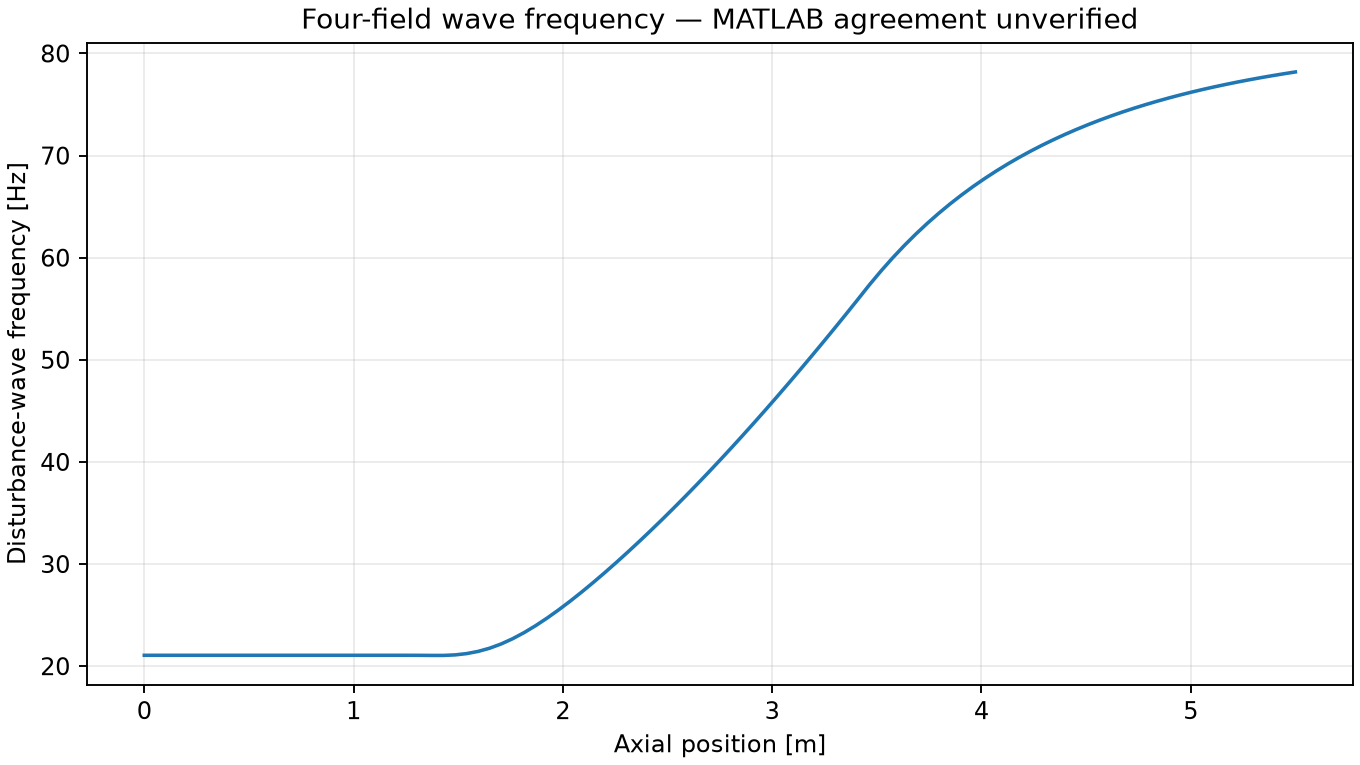 Four-field wave frequency — MATLAB agreement unverified
Disturbance-wave frequency [Hz]
80
70
60
50
40
30
20
0 1 2 3 4 5
Axial position [m]